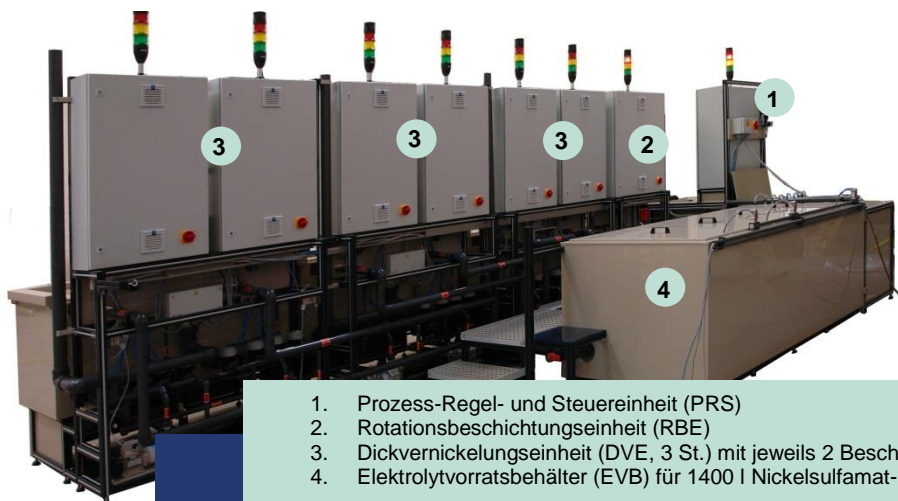 3
3
3
2
1
4
1. Prozess-Regel- und Steuereinheit (PRS)
2. Rotationsbeschichtungseinheit (RBE)
3. Dickvernickelungseinheit (DVE, 3 St.) mit jeweils 2 Besch
4. Elektrolytvorratsbehälter (EVB) für 1400 l Nickelsulfamat-